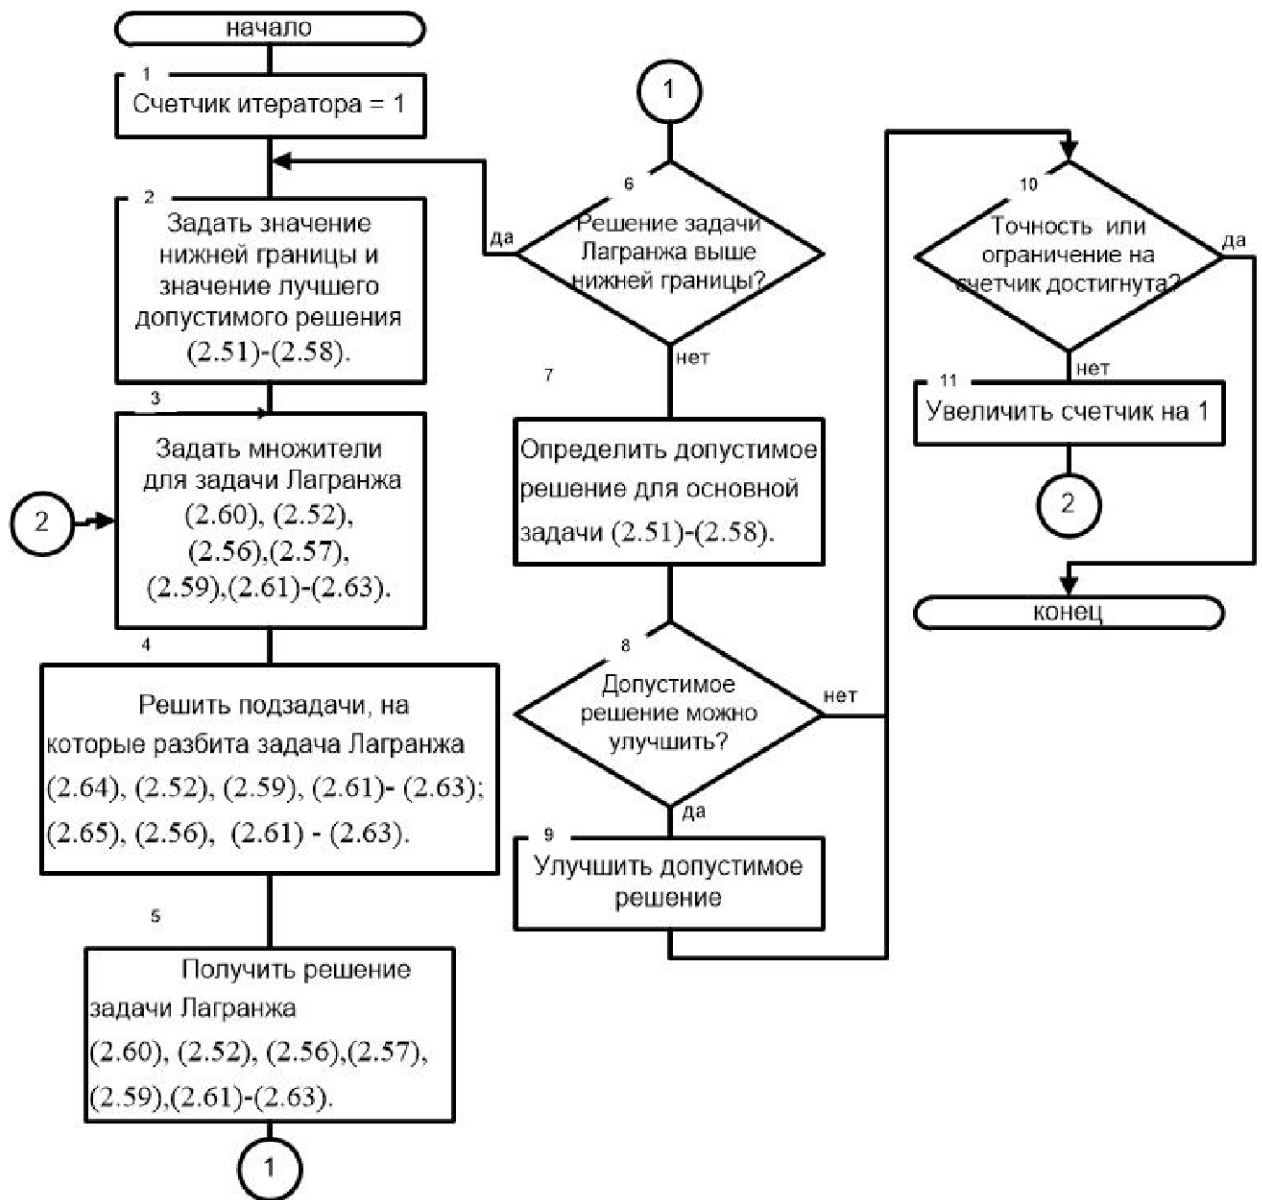 начало
1
Счетчик итератора = 1
2
Задать значение
нижней границы и
значение лучшего
допустимого решения
(2.51)-(2.58).
3
Задать множители
для задачи Лагранжа
(2.60), (2.52),
(2.56),(2.57),
(2.59),(2.61)-(2.63).
2
4
Решить подзадачи, на
которые разбита задача Лагранжа
(2.64), (2.52), (2.59), (2.61)- (2.63);
(2.65), (2.56), (2.61) - (2.63).
5
Получить решение
задачи Лагранжа
(2.60), (2.52), (2.56),(2.57),
(2.59),(2.61)-(2.63).
1
1
6
Решение задачи
Лагранжа выше
нижней границы?
да
нет
7
Определить допустимое
решение для основной
задачи (2.51)-(2.58).
8
Допустимое
решение можно
улучшить?
нет
да
9
Улучшить допустимое
решение
10
Точность или
ограничение на
счетчик достигнута?
да
нет
11
Увеличить счетчик на 1
2
конец